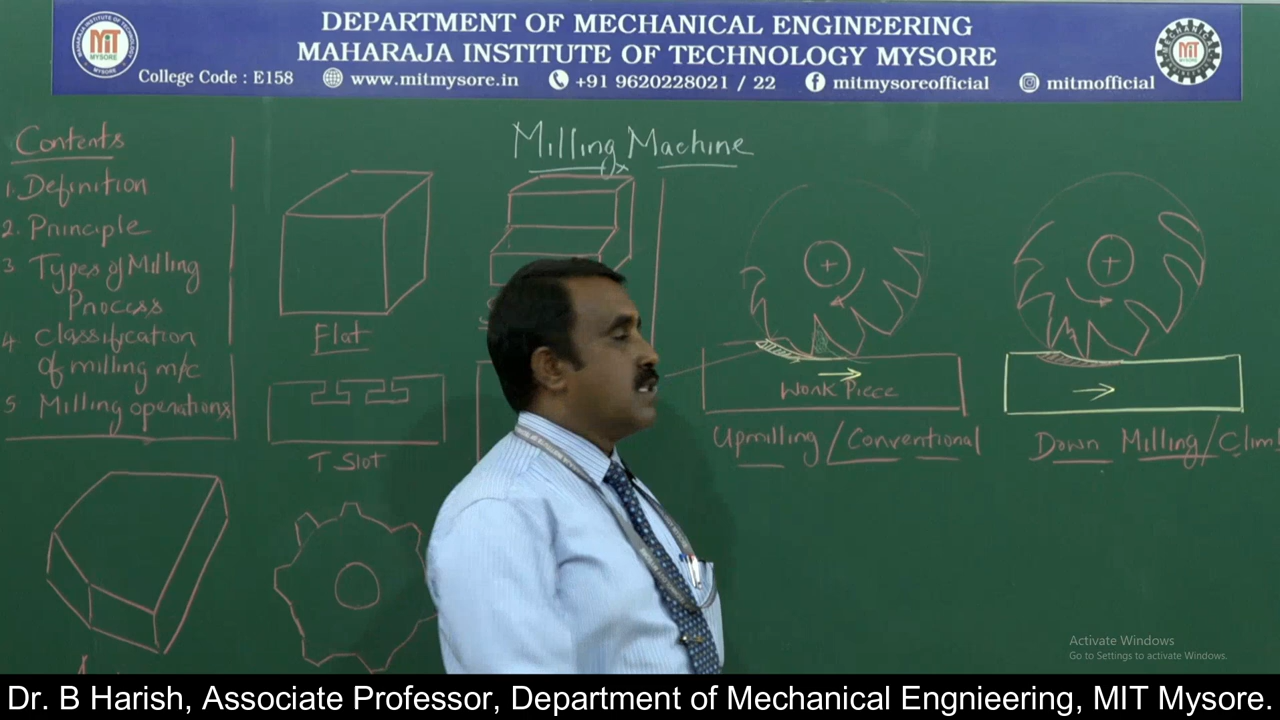 DEPARTMENT OF MECHANICAL ENGINEERING
MAHARAJA INSTITUTE OF TECHNOLOGY MYSORE
College Code : E158 www.mitmysore.in +91 9620228021 / 22 mitmysoreofficial mitmofficial
MIT
MYSORE
MIT
Milling Machine
Contents
1. Definition
2. Principle
3 Types of Milling
Process
4 Classification
of milling m/c
5 Milling operations
Flat
T Slot
Work Piece
Upmilling / Conventional
Down Milling / Clim
Activate Windows
Go to Settings to activate Windows.
Dr. B Harish, Associate Professor, Department of Mechanical Engnieering, MIT Mysore.